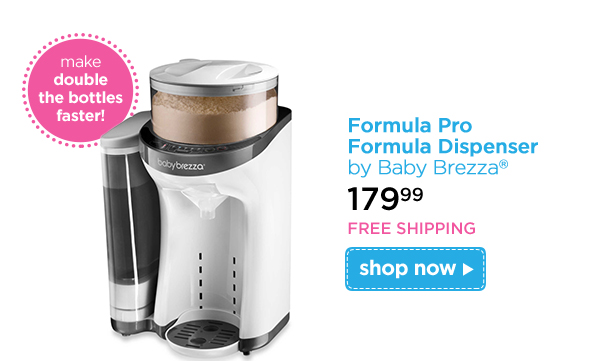 make
double
the bottles
faster!
babybrezza®
Formula Pro
Formula Dispenser
by Baby Brezza®
179⁹⁹
FREE SHIPPING
shop now ▸